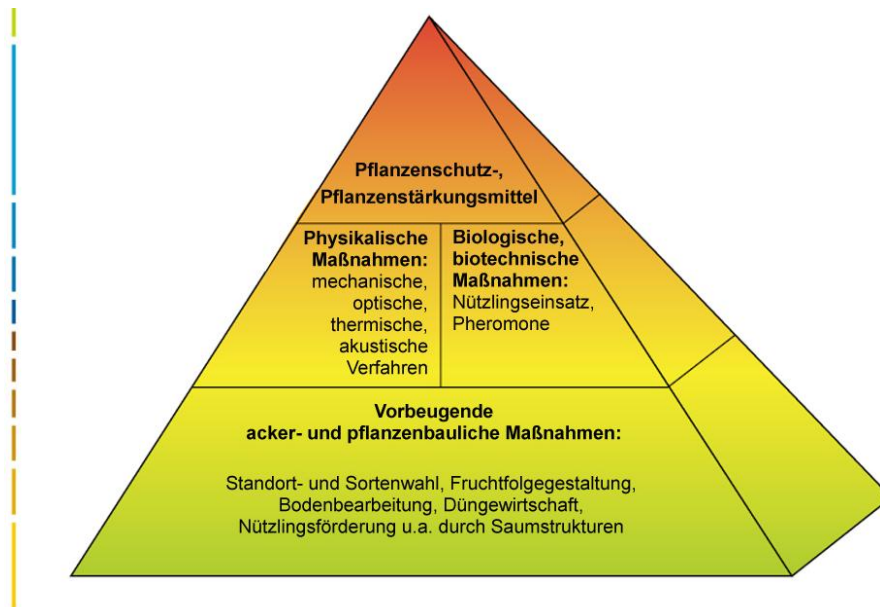 Pflanzenschutz-,
Pflanzenstärkungsmittel
Physikalische
Maßnahmen:
mechanische,
optische,
thermische,
akustische
Verfahren
Biologische,
biotechnische
Maßnahmen:
Nützlingseinsatz,
Pheromone
Vorbeugende
acker- und pflanzenbauliche Maßnahmen:
Standort- und Sortenwahl, Fruchtfolgegestaltung,
Bodenbearbeitung, Düngewirtschaft,
Nützlingsförderung u.a. durch Saumstrukturen